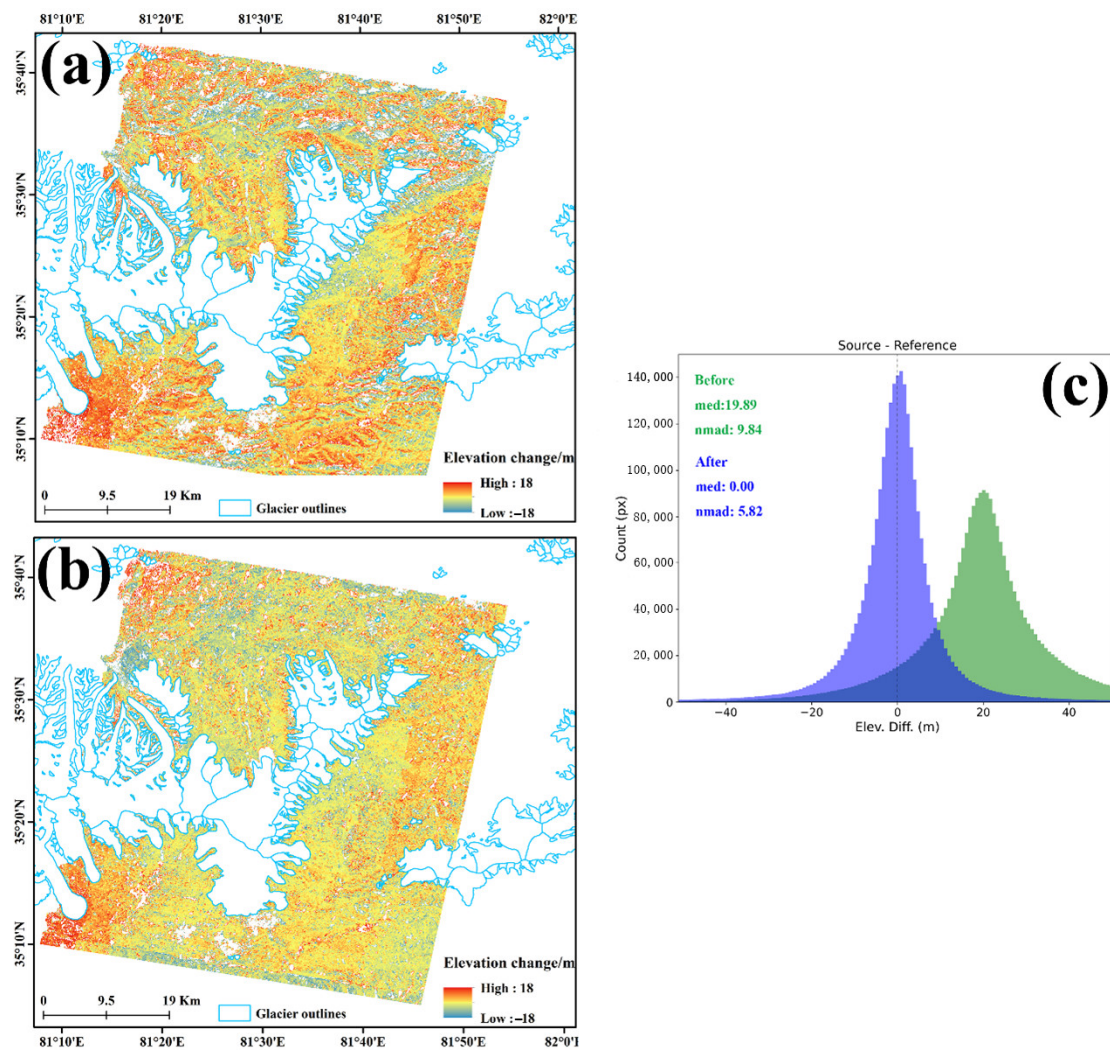 81°10'E 81°20'E 81°30'E 81°40'E 81°50'E 82°0'E
(a)
35°40'N
35°30'N
35°20'N
35°10'N
Elevation change/m
High : 18
Low :–18
0 9.5 19 Km
Glacier outlines
(b)
35°40'N
35°30'N
35°20'N
35°10'N
Elevation change/m
High : 18
Low :–18
0 9.5 19 Km
Glacier outlines
81°10'E 81°20'E 81°30'E 81°40'E 81°50'E 82°0'E
Source - Reference
(c)
Before
med:19.89
nmad: 9.84
After
med: 0.00
nmad: 5.82
140, 000
120, 000
100, 000
80, 000
60, 000
40, 000
20, 000
0
Count (px)
−40 −20 0 20 40
Elev. Diff. (m)